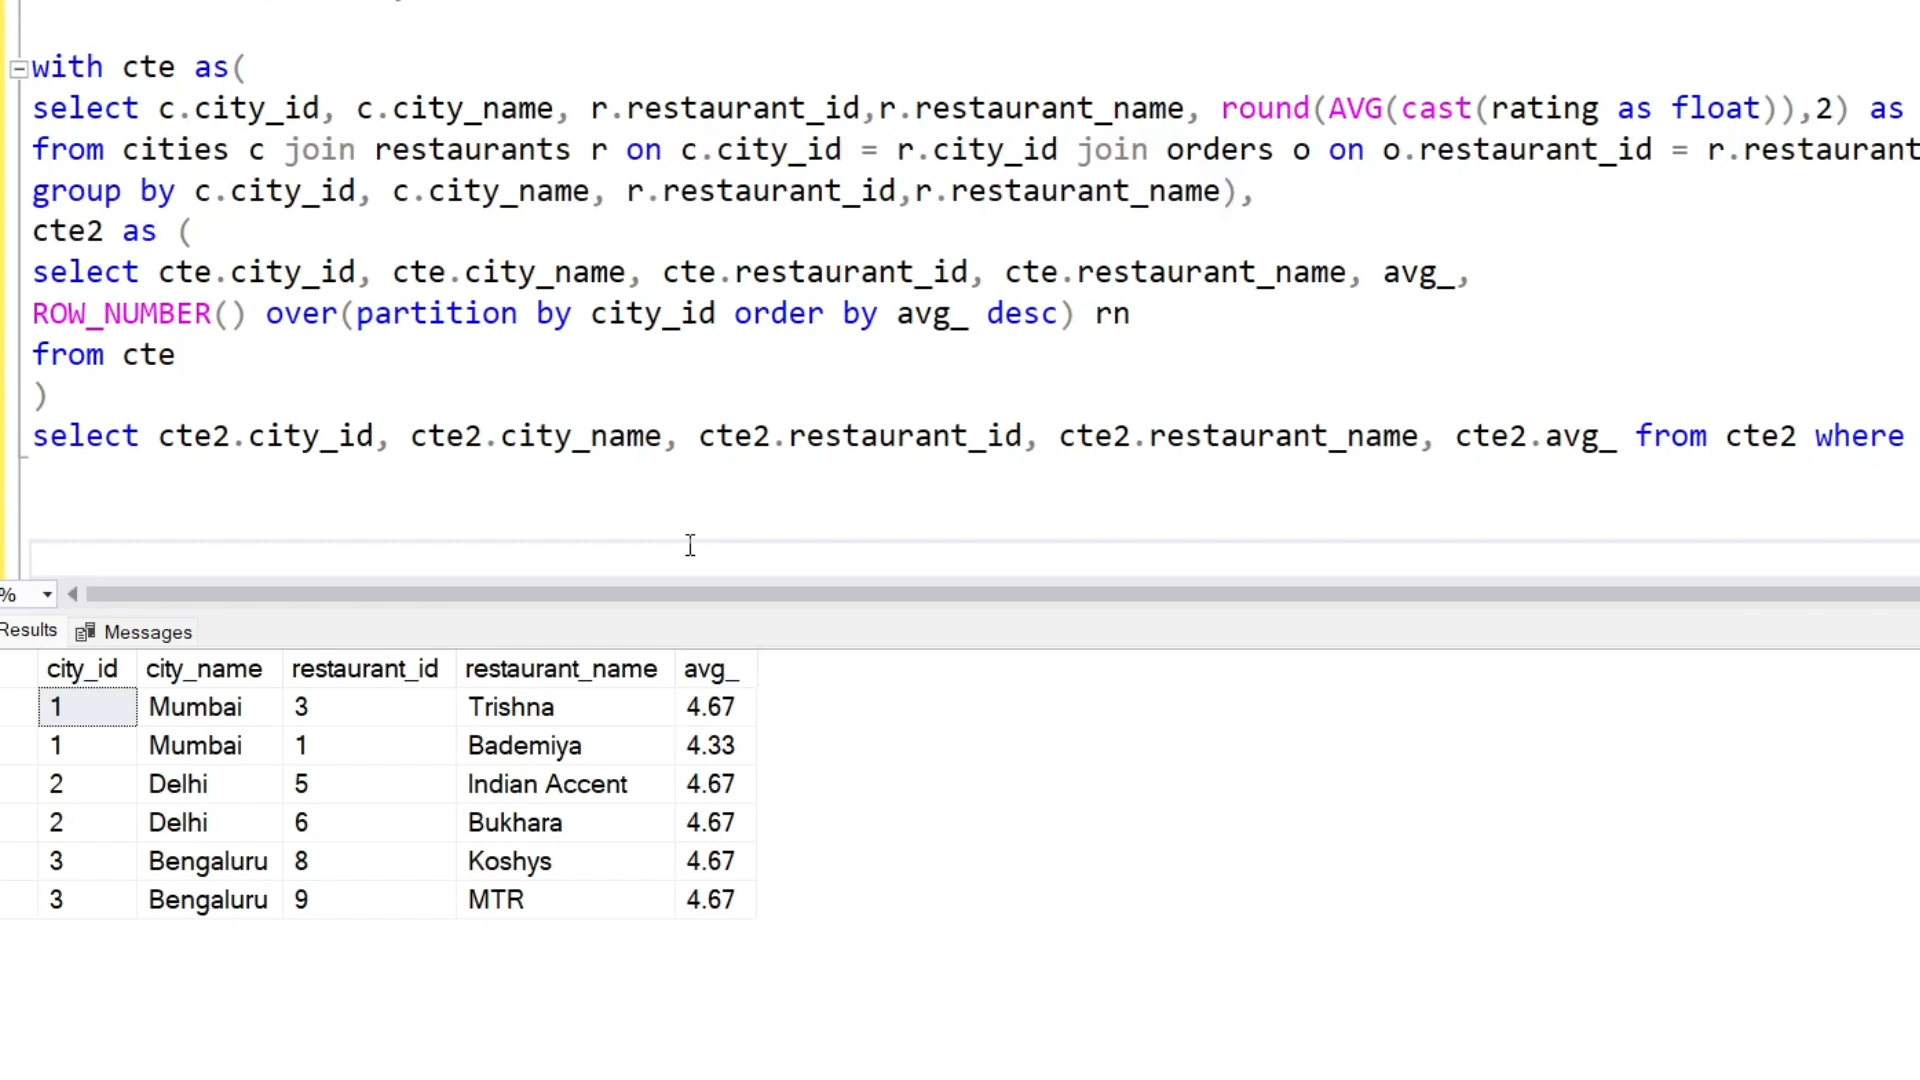 with cte as(
select c.city_id, c.city_name, r.restaurant_id,r.restaurant_name, round(AVG(cast(rating as float)),2) as
from cities c join restaurants r on c.city_id = r.city_id join orders o on o.restaurant_id = r.restaurant
group by c.city_id, c.city_name, r.restaurant_id,r.restaurant_name),
cte2 as (
select cte.city_id, cte.city_name, cte.restaurant_id, cte.restaurant_name, avg_,
ROW_NUMBER() over(partition by city_id order by avg_ desc) rn
from cte
)
select cte2.city_id, cte2.city_name, cte2.restaurant_id, cte2.restaurant_name, cte2.avg_ from cte2 where
%
Results Messages
city_id city_name restaurant_id restaurant_name avg_
1 Mumbai 3 Trishna 4.67
1 Mumbai 1 Bademiya 4.33
2 Delhi 5 Indian Accent 4.67
2 Delhi 6 Bukhara 4.67
3 Bengaluru 8 Koshys 4.67
3 Bengaluru 9 MTR 4.67